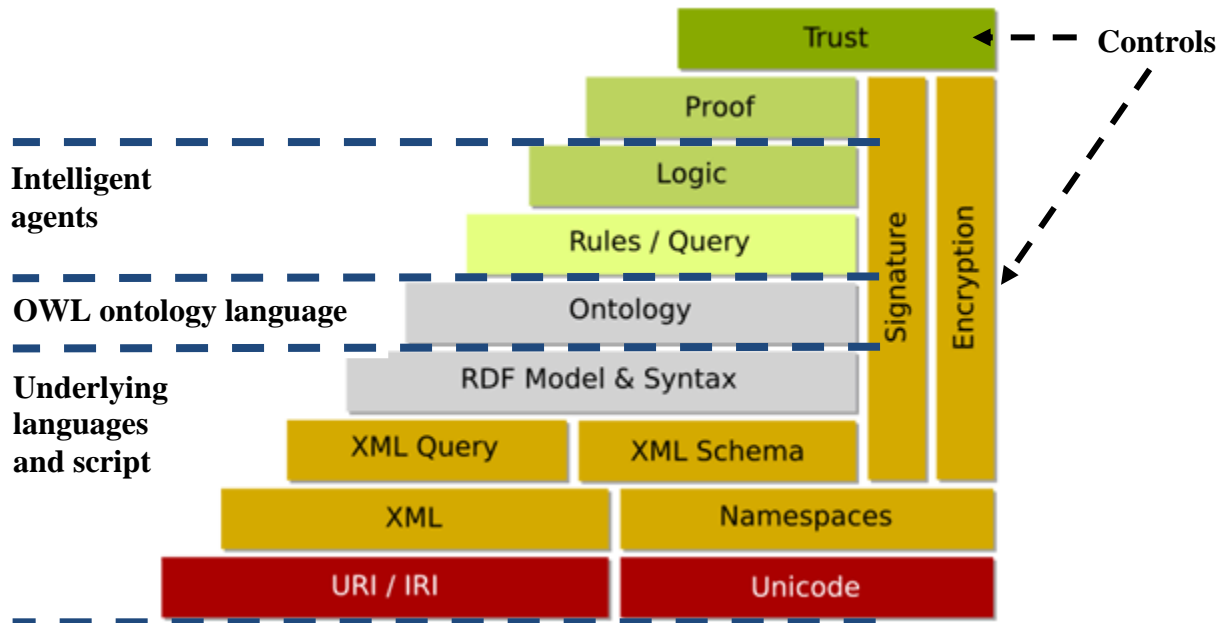 Trust
Controls
Proof
Intelligent
agents
Logic
Rules / Query
Signature
Encryption
OWL ontology language
Ontology
Underlying
languages
and script
RDF Model & Syntax
XML Query
XML Schema
XML
Namespaces
URI / IRI
Unicode